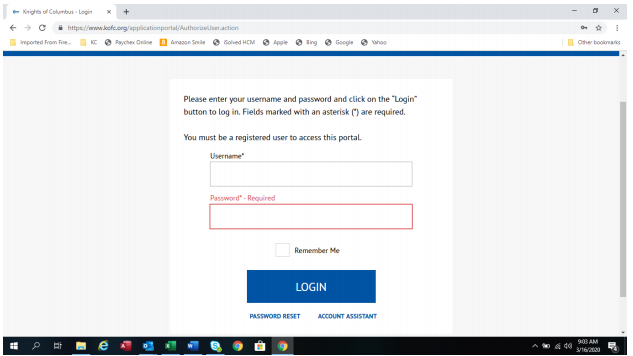 Knights of Columbus - Login
https://www.kofc.org/applicationportal/AuthorizeUser.action
Imported From Fire... KC Paychex Online Amazon Smile iSolved HCM Apple Bing Google Yahoo Other bookmarks
Please enter your username and password and click on the "Login"
button to log in. Fields marked with an asterisk (*) are required.
You must be a registered user to access this portal.
Username*
Password* - Required
Remember Me
LOGIN
PASSWORD RESET ACCOUNT ASSISTANT
9:03 AM
3/16/2020